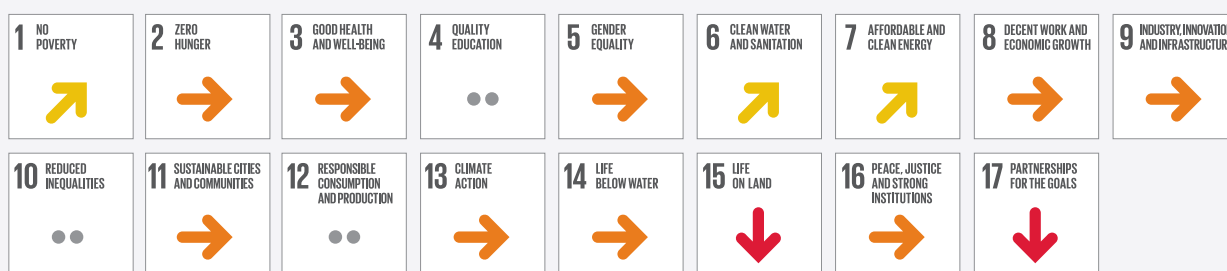 1 NO
POVERTY
2 ZERO
HUNGER
3 GOOD HEALTH
AND WELL-BEING
4 QUALITY
EDUCATION
5 GENDER
EQUALITY
6 CLEAN WATER
AND SANITATION
7 AFFORDABLE AND
CLEAN ENERGY
8 DECENT WORK AND
ECONOMIC GROWTH
9 INDUSTRY, INNOVATIO
AND INFRASTRUCTUR
10 REDUCED
INEQUALITIES
11 SUSTAINABLE CITIES
AND COMMUNITIES
12 RESPONSIBLE
CONSUMPTION
AND PRODUCTION
13 CLIMATE
ACTION
14 LIFE
BELOW WATER
15 LIFE
ON LAND
16 PEACE, JUSTICE
AND STRONG
INSTITUTIONS
17 PARTNERSHIPS
FOR THE GOALS